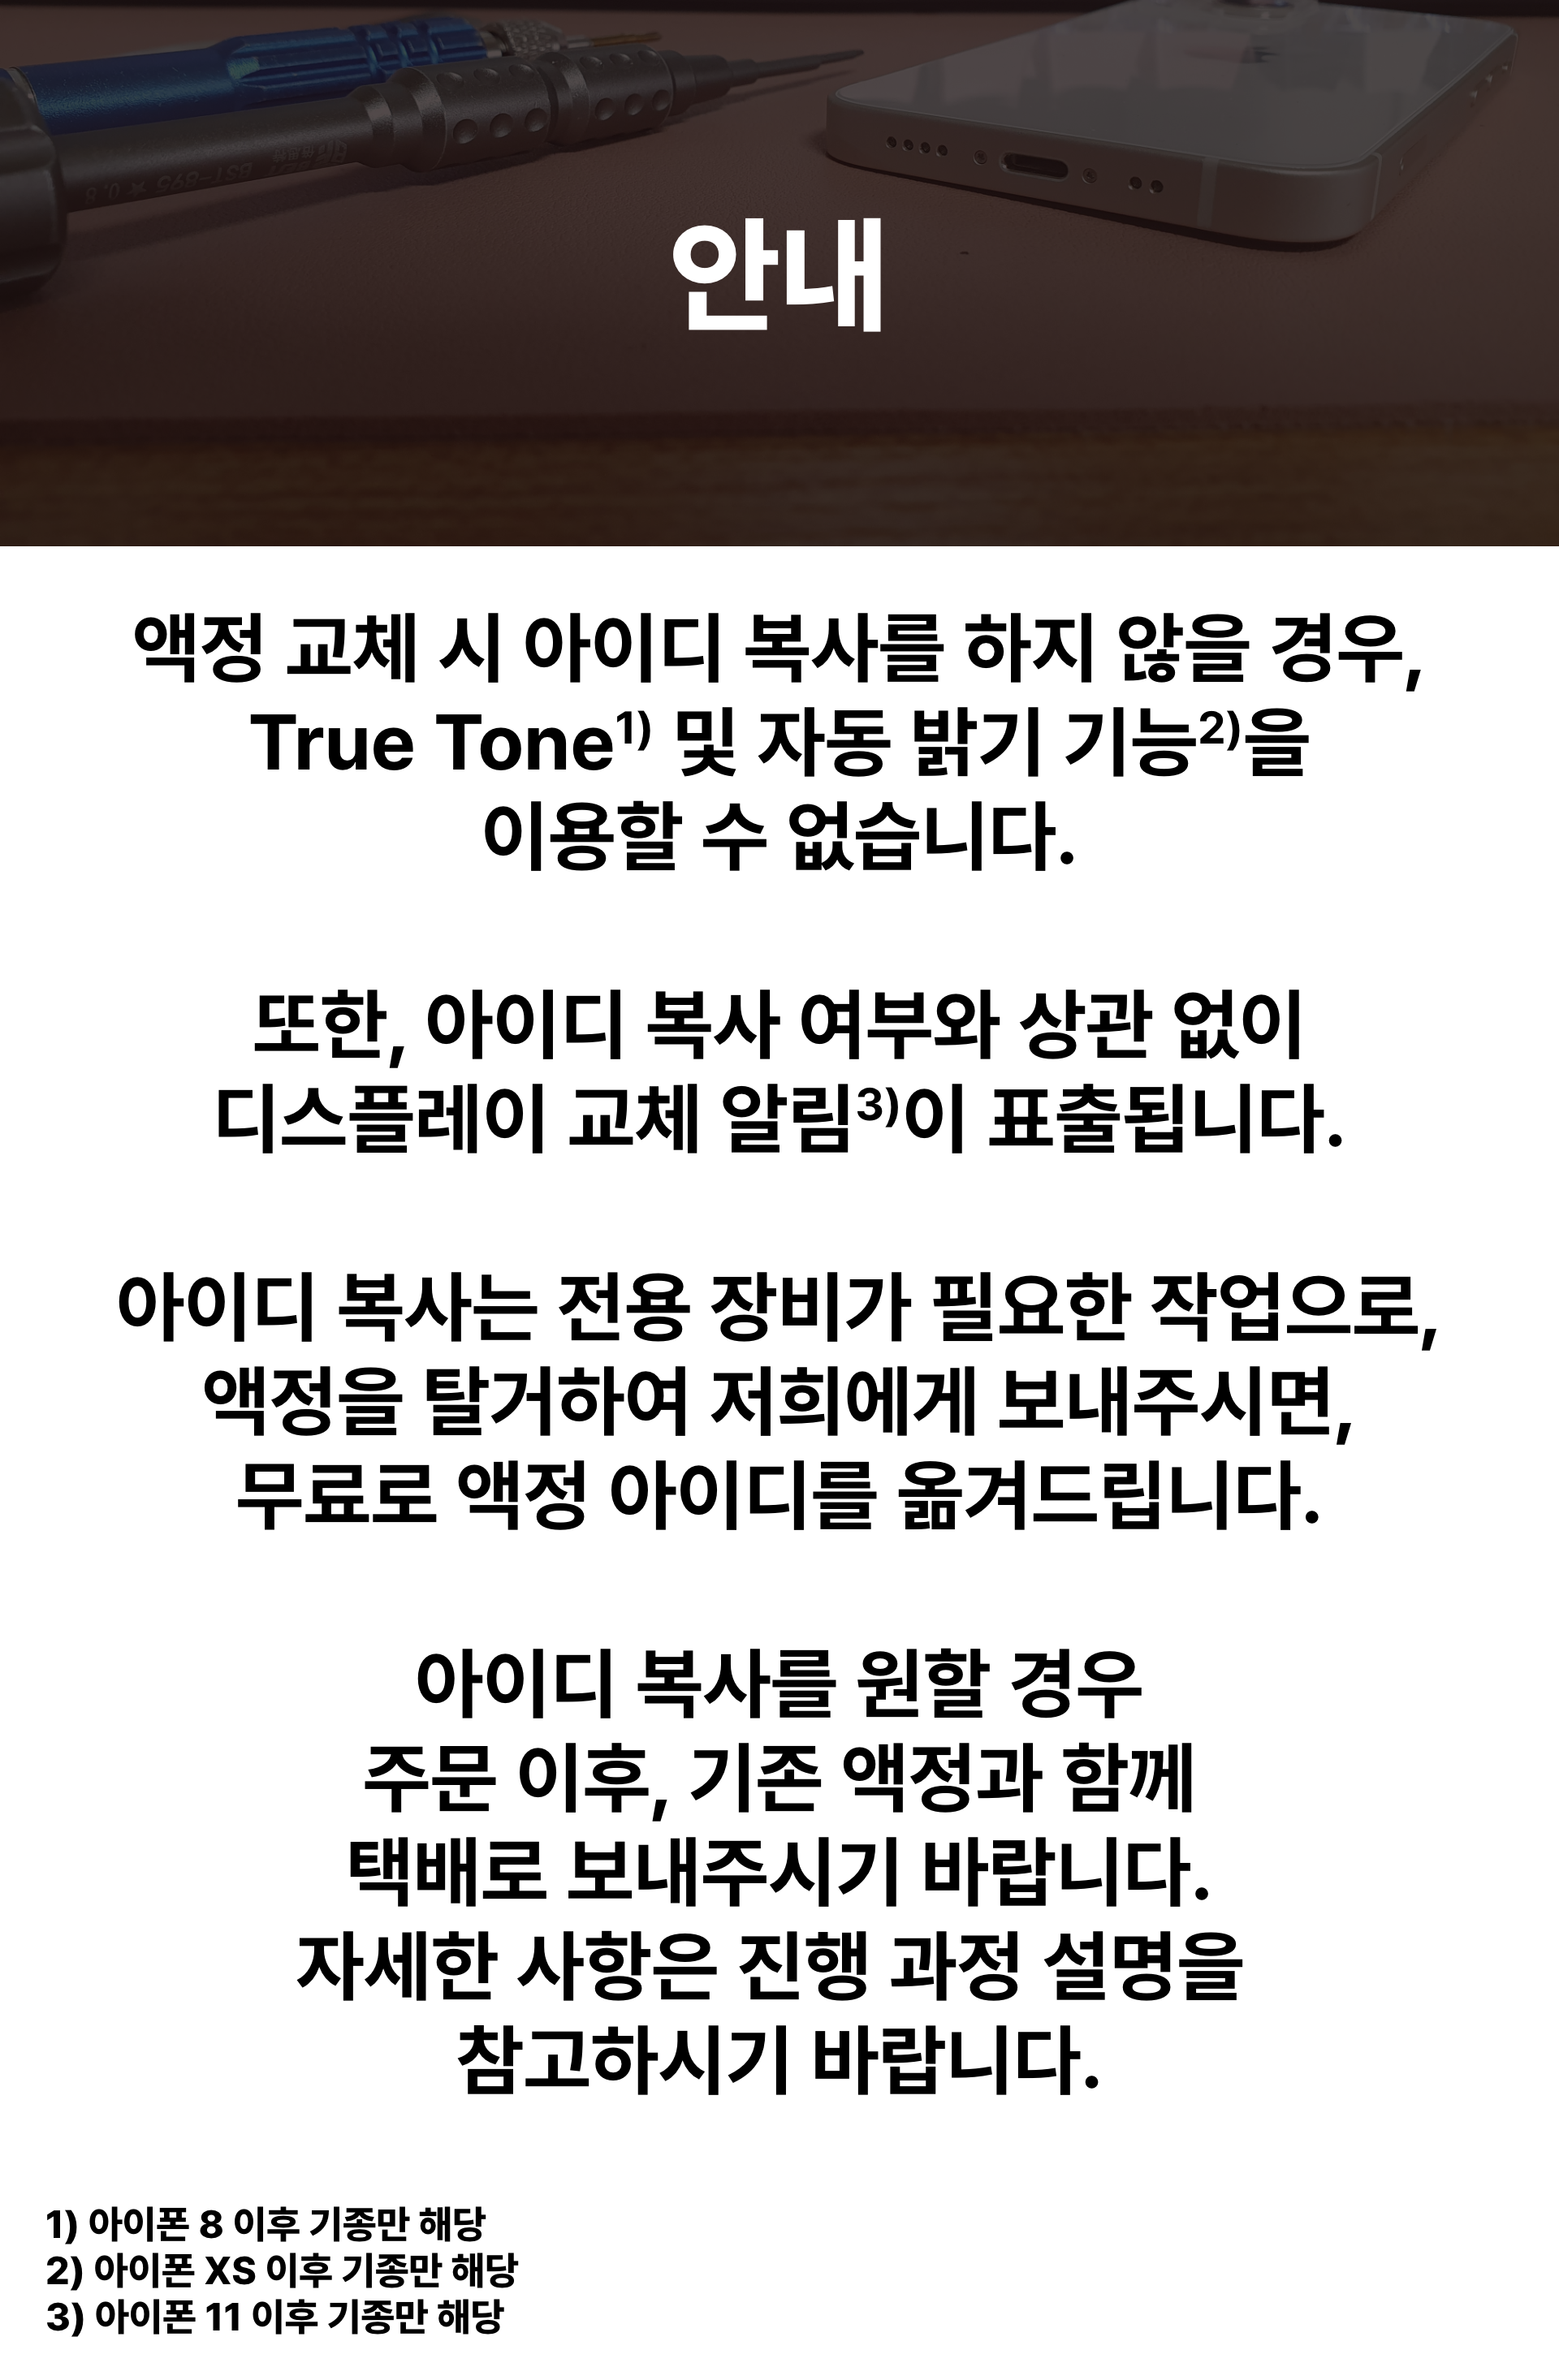 BST-895 ★ 0.8
안내
액정 교체 시 아이디 복사를 하지 않을 경우,
True Tone1) 및 자동 밝기 기능2)을
이용할 수 없습니다.
또한, 아이디 복사 여부와 상관 없이
디스플레이 교체 알림3)이 표출됩니다.
아이디 복사는 전용 장비가 필요한 작업으로,
액정을 탈거하여 저희에게 보내주시면,
무료로 액정 아이디를 옮겨드립니다.
아이디 복사를 원할 경우
주문 이후, 기존 액정과 함께
택배로 보내주시기 바랍니다.
자세한 사항은 진행 과정 설명을
참고하시기 바랍니다.
1) 아이폰 8 이후 기종만 해당
2) 아이폰 XS 이후 기종만 해당
3) 아이폰 11 이후 기종만 해당